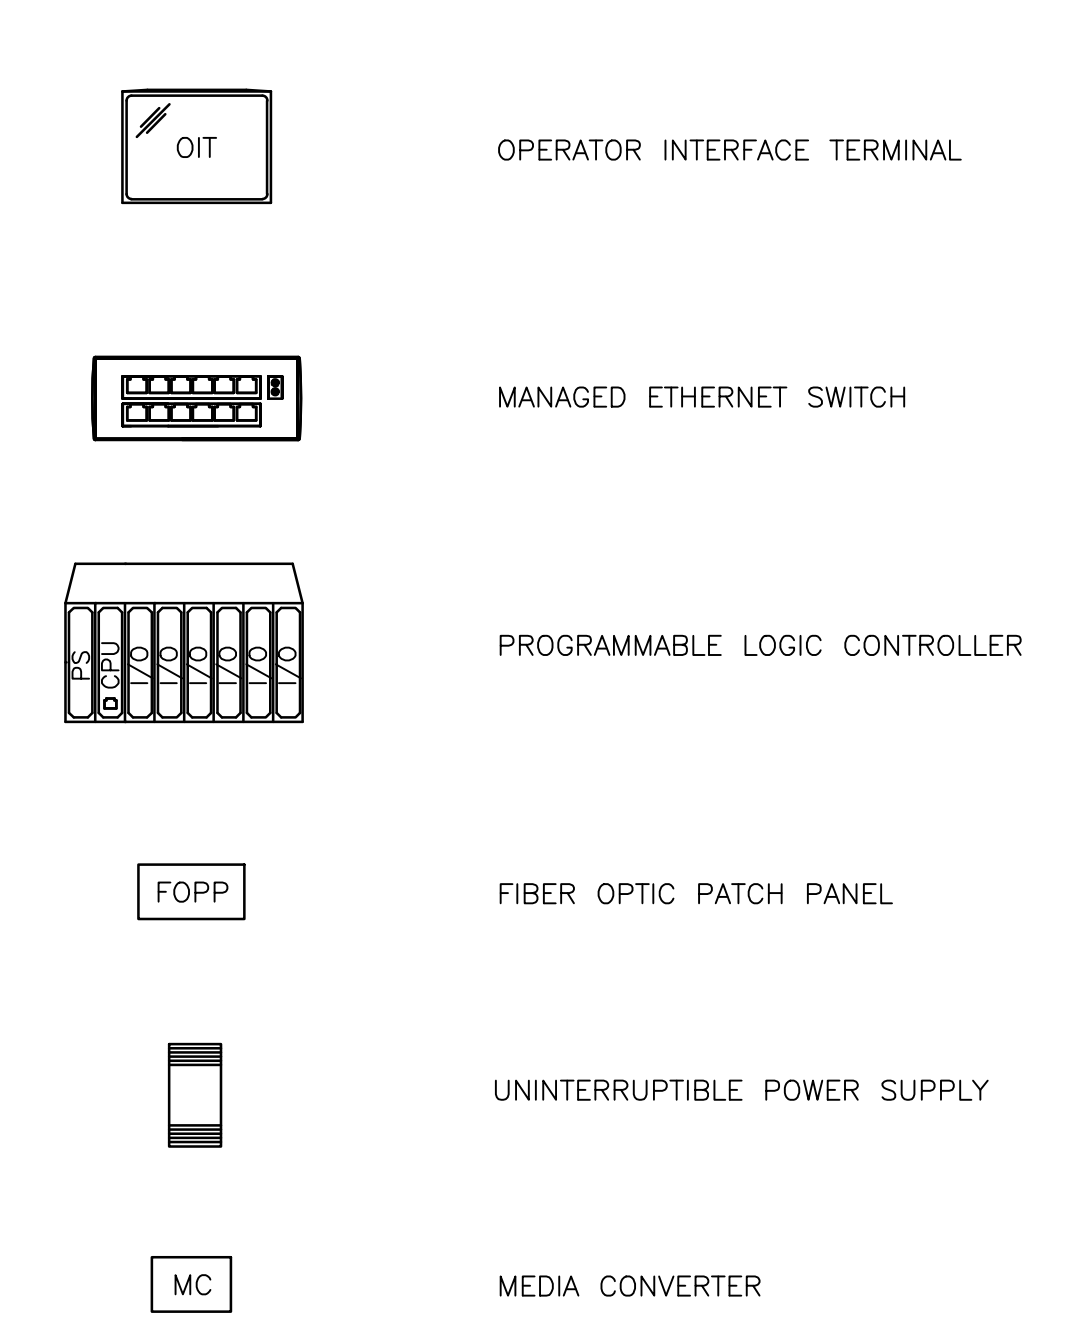 OIT
OPERATOR INTERFACE TERMINAL
MANAGED ETHERNET SWITCH
PS
CPU
I/O
I/O
I/O
I/O
I/O
I/O
PROGRAMMABLE LOGIC CONTROLLER
FOPP
FIBER OPTIC PATCH PANEL
UNINTERRUPTIBLE POWER SUPPLY
MC
MEDIA CONVERTER